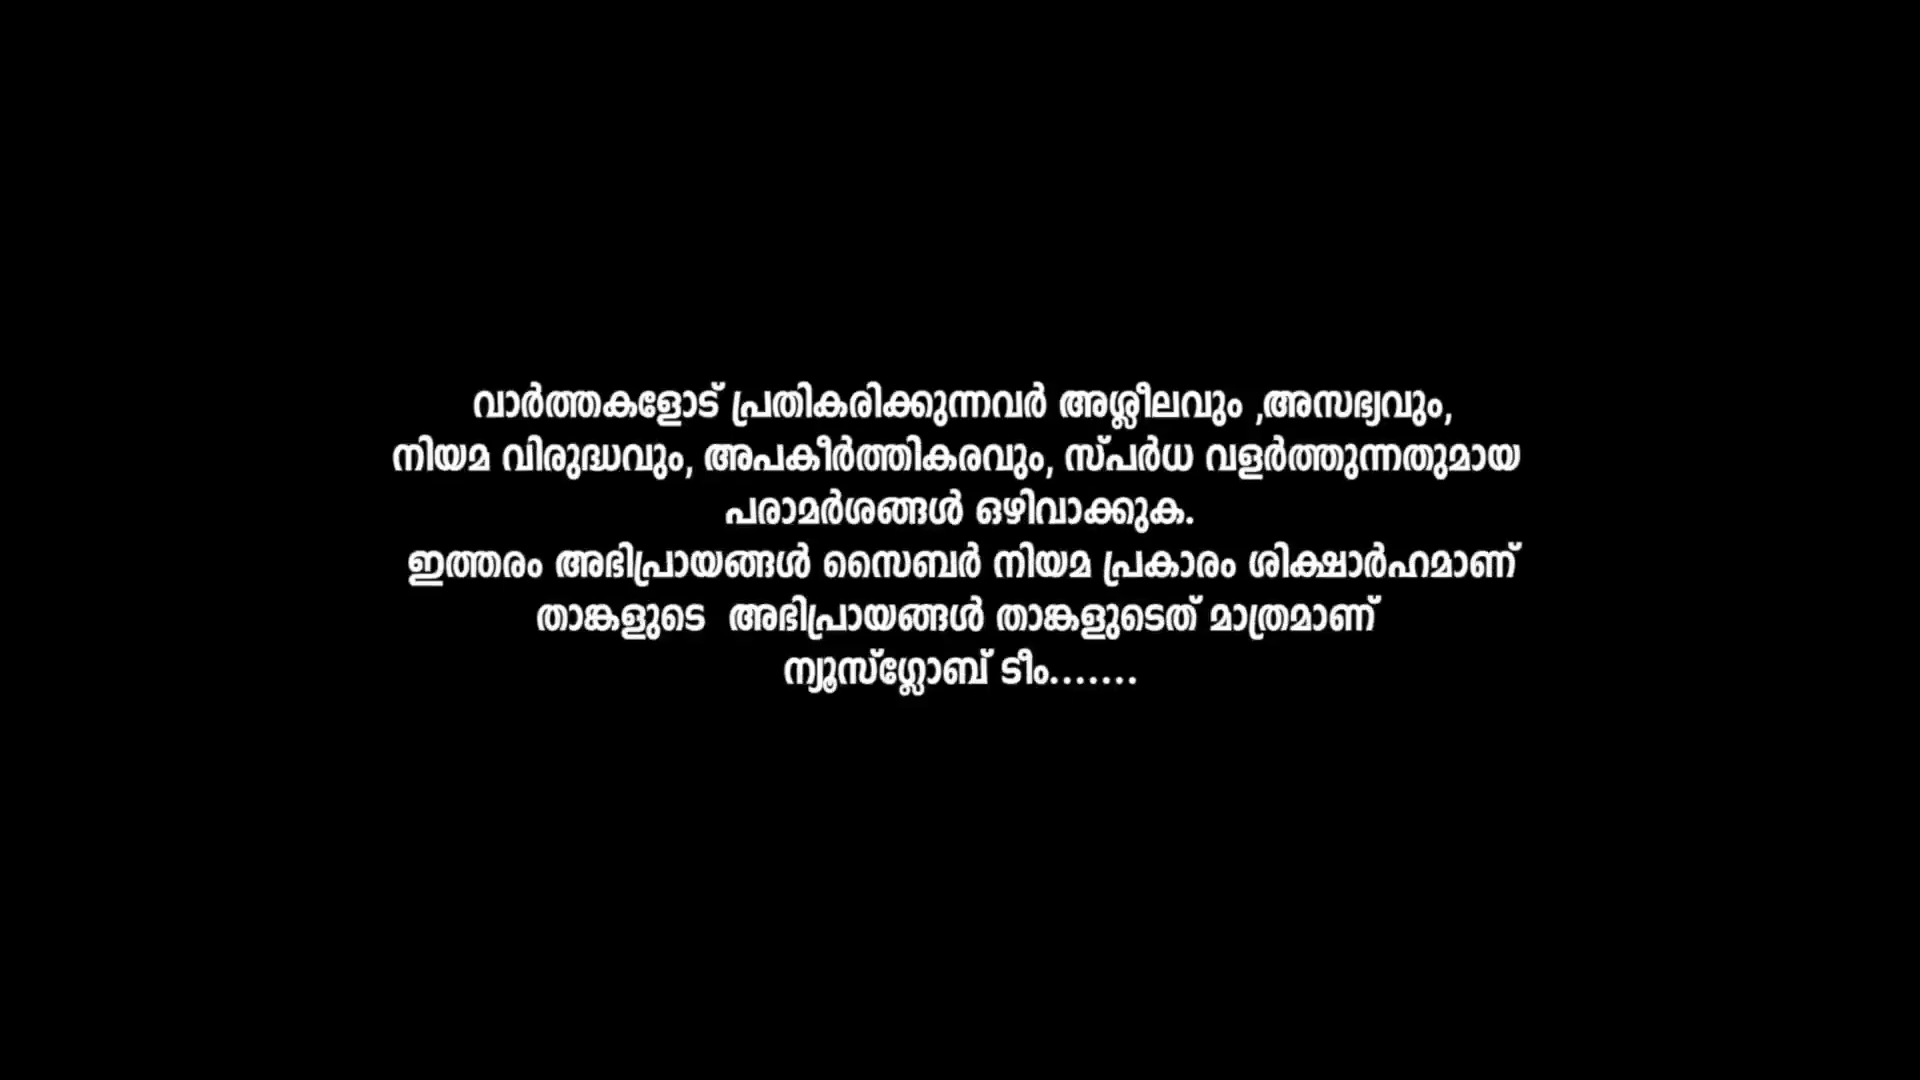 വാർത്തകളോട് പ്രതികരിക്കുന്നവർ അശ്ലീലവും ,അസഭ്യവും,
നിയമ വിരുദ്ധവും, അപകീർത്തികരവും, സ്പർധ വളർത്തുന്നതുമായ
പരാമർശങ്ങൾ ഒഴിവാക്കുക.
ഇത്തരം അഭിപ്രായങ്ങൾ സൈബർ നിയമ പ്രകാരം ശിക്ഷാർഹമാണ്
താങ്കളുടെ  അഭിപ്രായങ്ങൾ താങ്കളുടെത് മാത്രമാണ്
ന്യൂസ്ഗ്ലോബ് ടീം.......